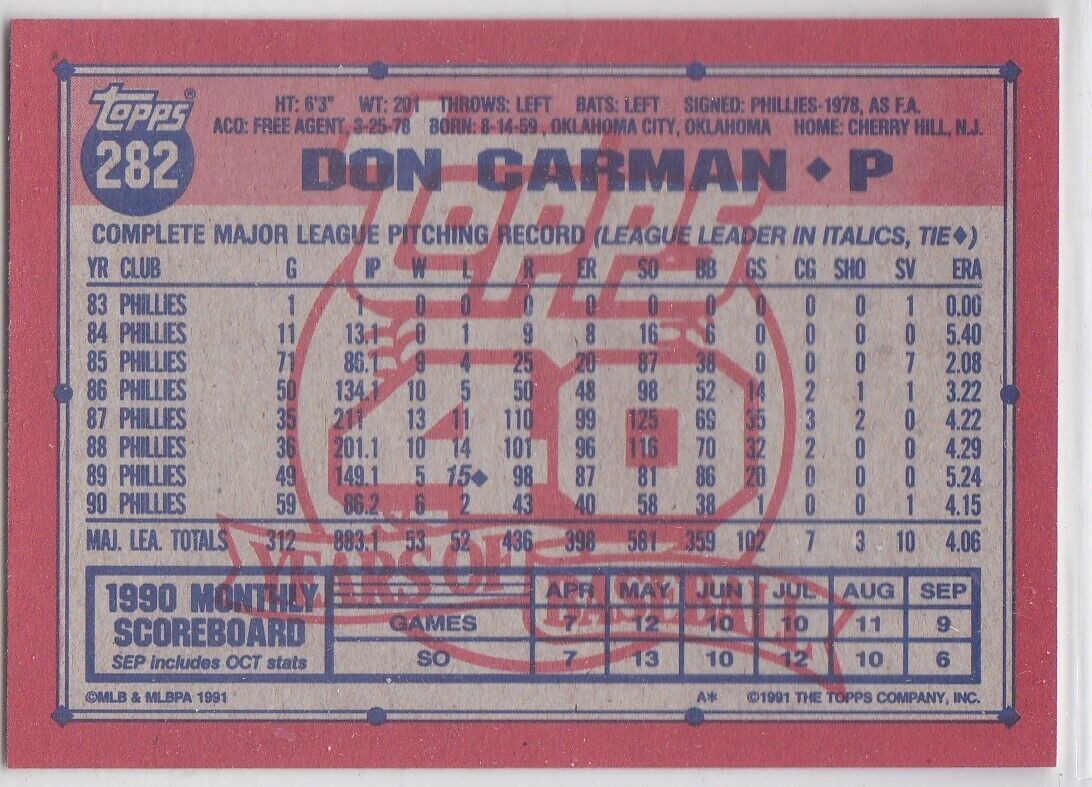 topps®
282
HT: 6'3" WT: 201 THROWS: LEFT BATS: LEFT SIGNED: PHILLIES-1978, AS F.A.
ACQ: FREE AGENT, 8-25-78 BORN: 8-14-59, OKLAHOMA CITY, OKLAHOMA HOME: CHERRY HILL, N.J.
DON CARMAN ♦ P
topps
40
YEARS OF BASEBALL
COMPLETE MAJOR LEAGUE PITCHING RECORD (LEAGUE LEADER IN ITALICS, TIE♦)
YR CLUB G IP W L R ER SO BB GS CG SHO SV ERA
83 PHILLIES 1 1 0 0 0 0 0 0 0 0 0 1 0.00
84 PHILLIES 11 13.1 0 1 9 8 16 6 0 0 0 0 5.40
85 PHILLIES 71 86.1 9 4 25 20 87 38 0 0 0 7 2.08
86 PHILLIES 50 134.1 10 5 50 48 98 52 14 2 1 1 3.22
87 PHILLIES 35 211 13 11 110 99 125 69 35 3 2 0 4.22
88 PHILLIES 36 201.1 10 14 101 96 116 70 32 2 0 0 4.29
89 PHILLIES 49 149.1 5 15♦ 98 87 81 86 20 0 0 0 5.24
90 PHILLIES 59 86.2 6 2 43 40 58 38 1 0 0 1 4.15
MAJ. LEA. TOTALS 312 883.1 53 52 436 398 581 359 102 7 3 10 4.06
1990 MONTHLY
SCOREBOARD
SEP includes OCT stats
APR MAY JUN JUL AUG SEP
GAMES 7 12 10 10 11 9
SO 7 13 10 12 10 6
©MLB & MLBPA 1991 A* ©1991 THE TOPPS COMPANY, INC.